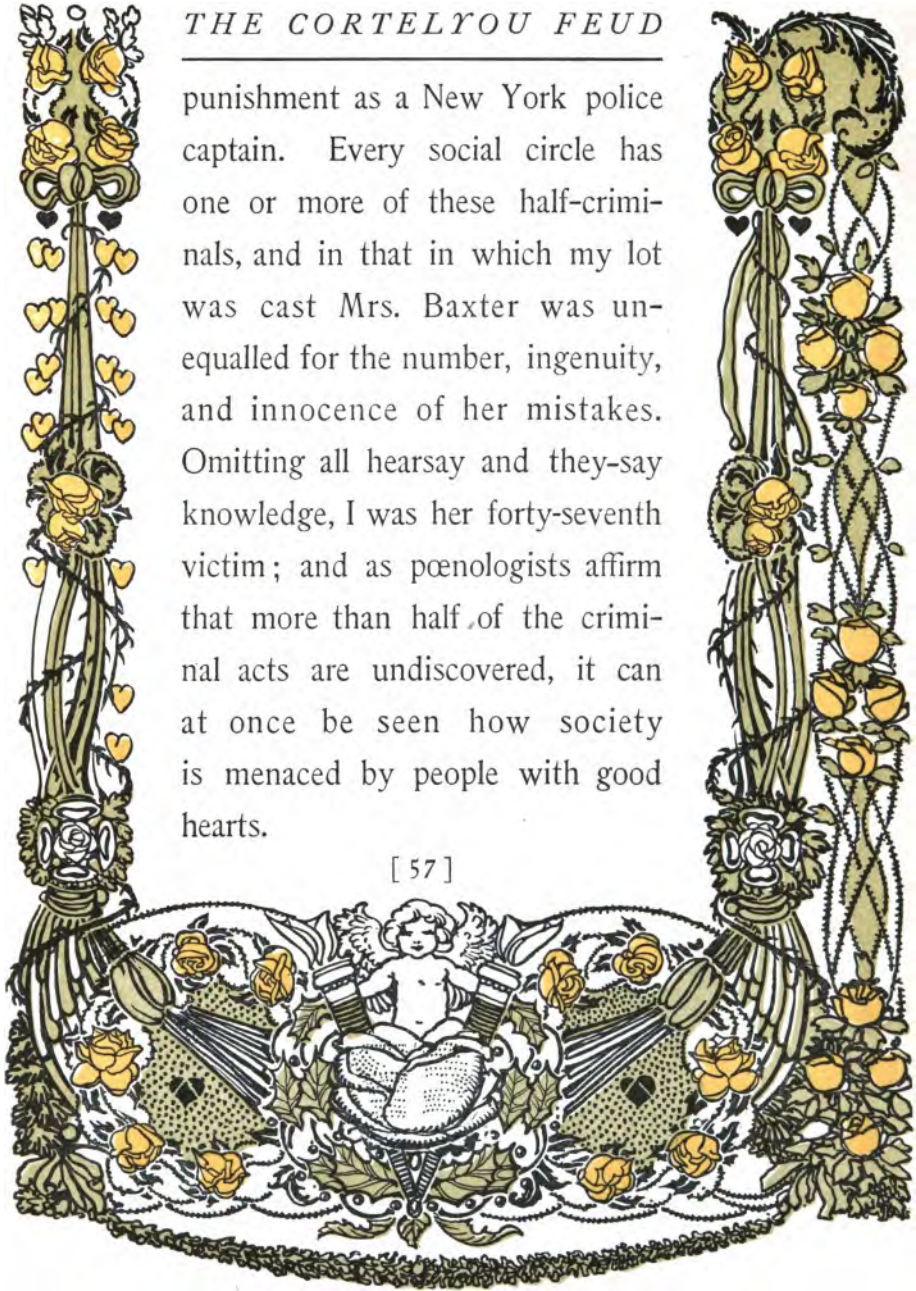 THE CORTELYOU FEUD
punishment as a New York police
captain. Every social circle has
one or more of these half-crimi-
nals, and in that in which my lot
was cast Mrs. Baxter was un-
equalled for the number, ingenuity,
and innocence of her mistakes.
Omitting all hearsay and they-say
knowledge, I was her forty-seventh
victim; and as pœnologists affirm
that more than half of the crimi-
nal acts are undiscovered, it can
at once be seen how society
is menaced by people with good
hearts.
[57]